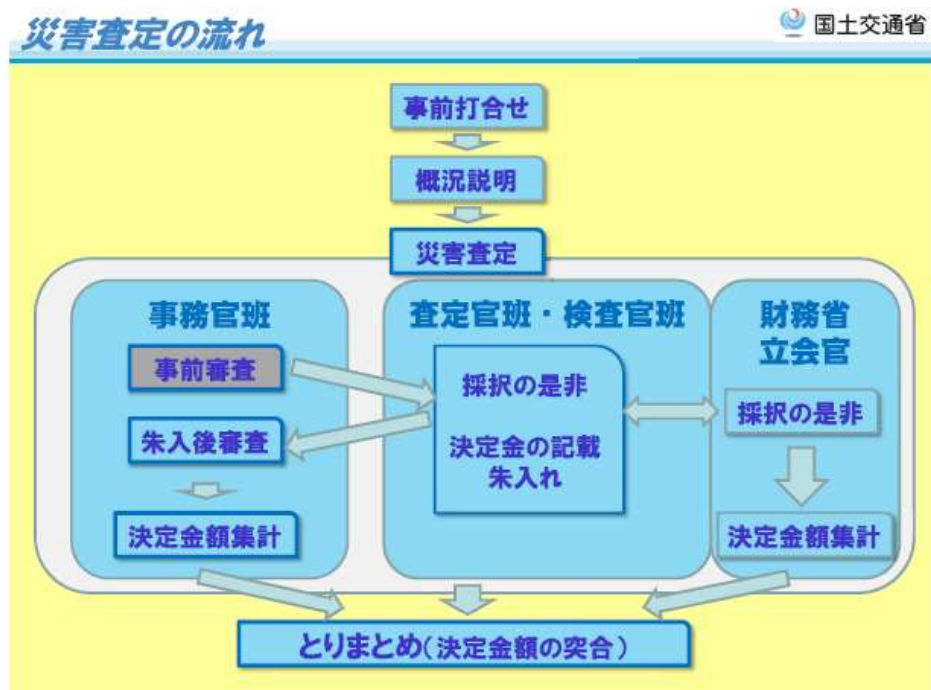 災害査定の流れ
国土交通省
事前打合せ
概況説明
災害査定
事務官班
事前審査
朱入後審査
決定金額集計
査定官班・検査官班
採択の是非
決定金の記載
朱入れ
財務省
立会官
採択の是非
決定金額集計
とりまとめ(決定金額の突合)